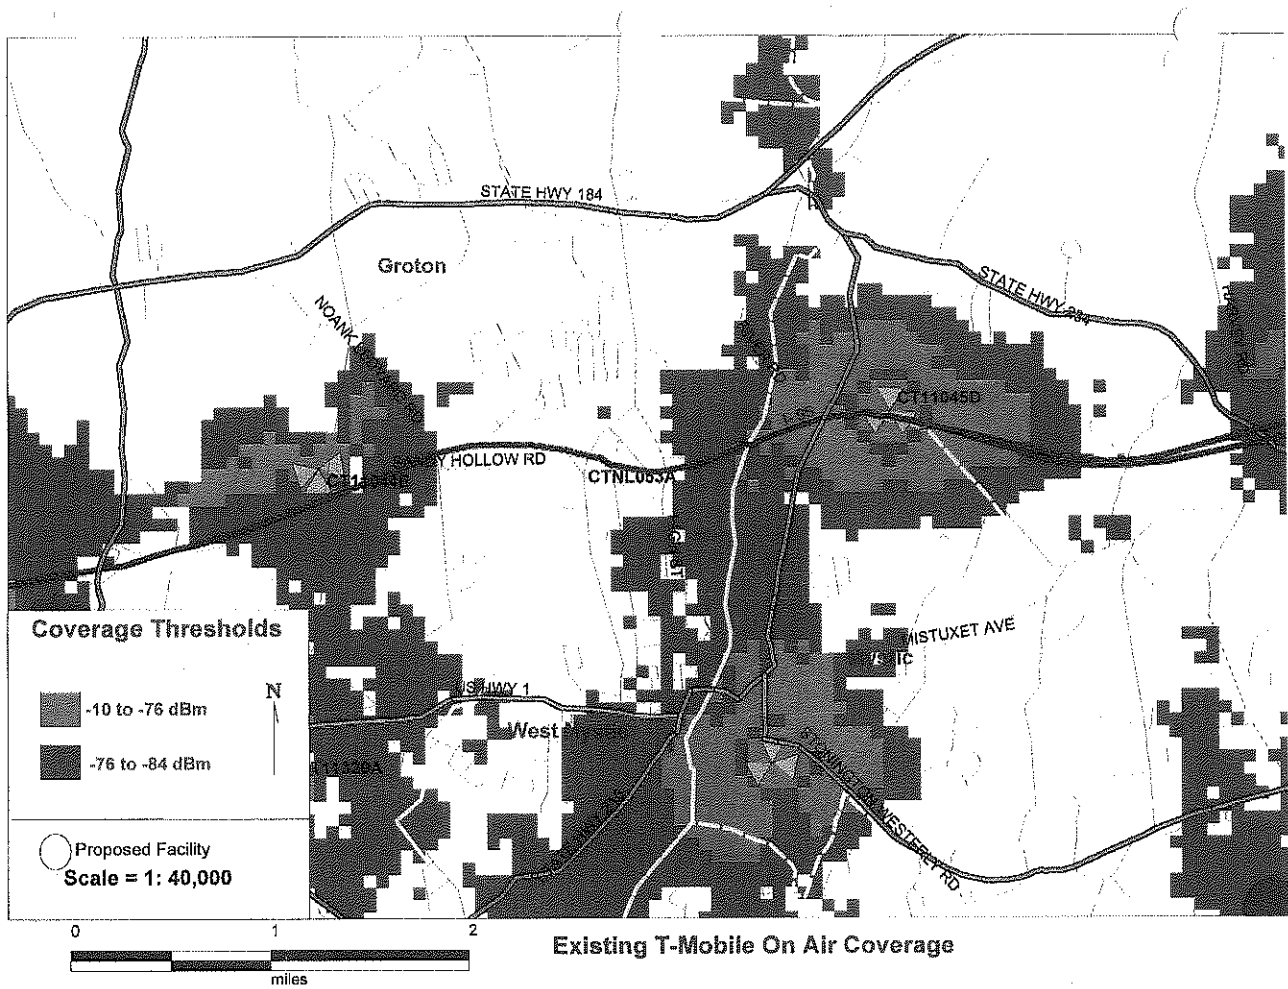 STATE HWY 184
Groton
STATE HWY 234
NOANK
CT11045D
I-95
SANDY HOLLOW RD
CTNL053A
Coverage Thresholds
-10 to -76 dBm
-76 to -84 dBm
N
MISTUXET AVE
US HWY 1
West
STONINGTON WESTERLY RD
Proposed Facility
Scale = 1: 40,000
0 1 2
miles
Existing T-Mobile On Air Coverage